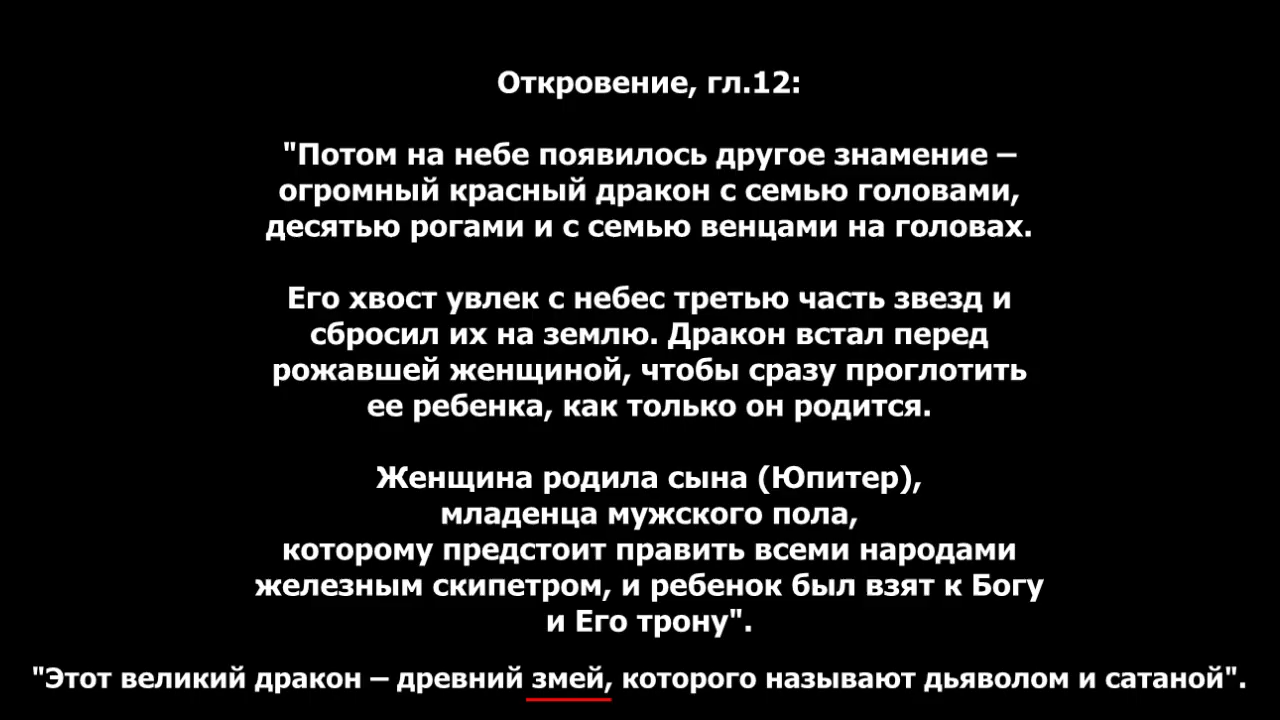 Откровение, гл.12:
"Потом на небе появилось другое знамение –
огромный красный дракон с семью головами,
десятью рогами и с семью венцами на головах.
Его хвост увлек с небес третью часть звезд и
сбросил их на землю. Дракон встал перед
рожавшей женщиной, чтобы сразу проглотить
ее ребенка, как только он родится.
Женщина родила сына (Юпитер),
младенца мужского пола,
которому предстоит править всеми народами
железным скипетром, и ребенок был взят к Богу
и Его трону".
"Этот великий дракон – древний змей, которого называют дьяволом и сатаной".